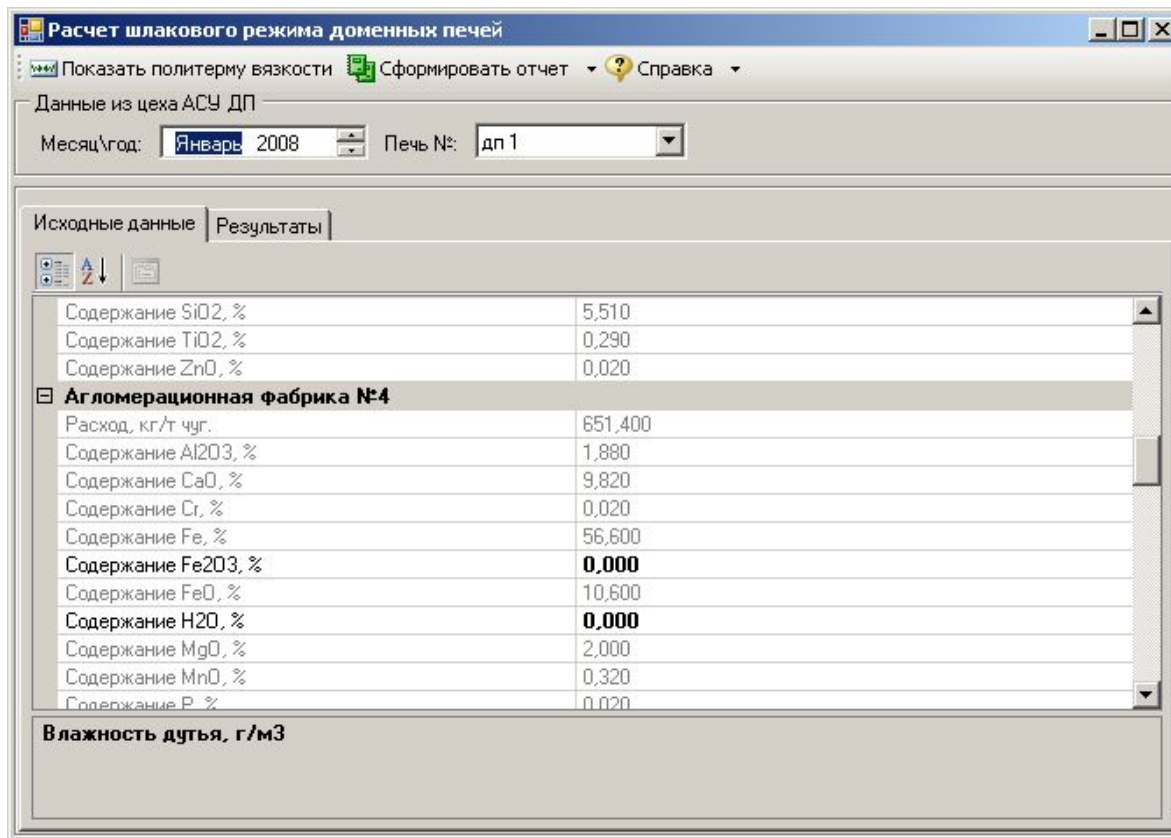 Расчет шлакового режима доменных печей
Показать политерму вязкости Сформировать отчет Справка
Данные из цеха АСУ ДП
Месяц\год: Январь 2008 Печь №: дп 1
Исходные данные Результаты
Содержание SiO2, % 5,510
Содержание TiO2, % 0,290
Содержание ZnO, % 0,020
Агломерационная фабрика №4
Расход, кг/т чуг. 651,400
Содержание Al2O3, % 1,880
Содержание CaO, % 9,820
Содержание Cr, % 0,020
Содержание Fe, % 56,600
Содержание Fe2O3, % 0,000
Содержание FeO, % 10,600
Содержание H2O, % 0,000
Содержание MgO, % 2,000
Содержание MnO, % 0,320
Содержание P, % 0,020
Влажность дутья, г/м3